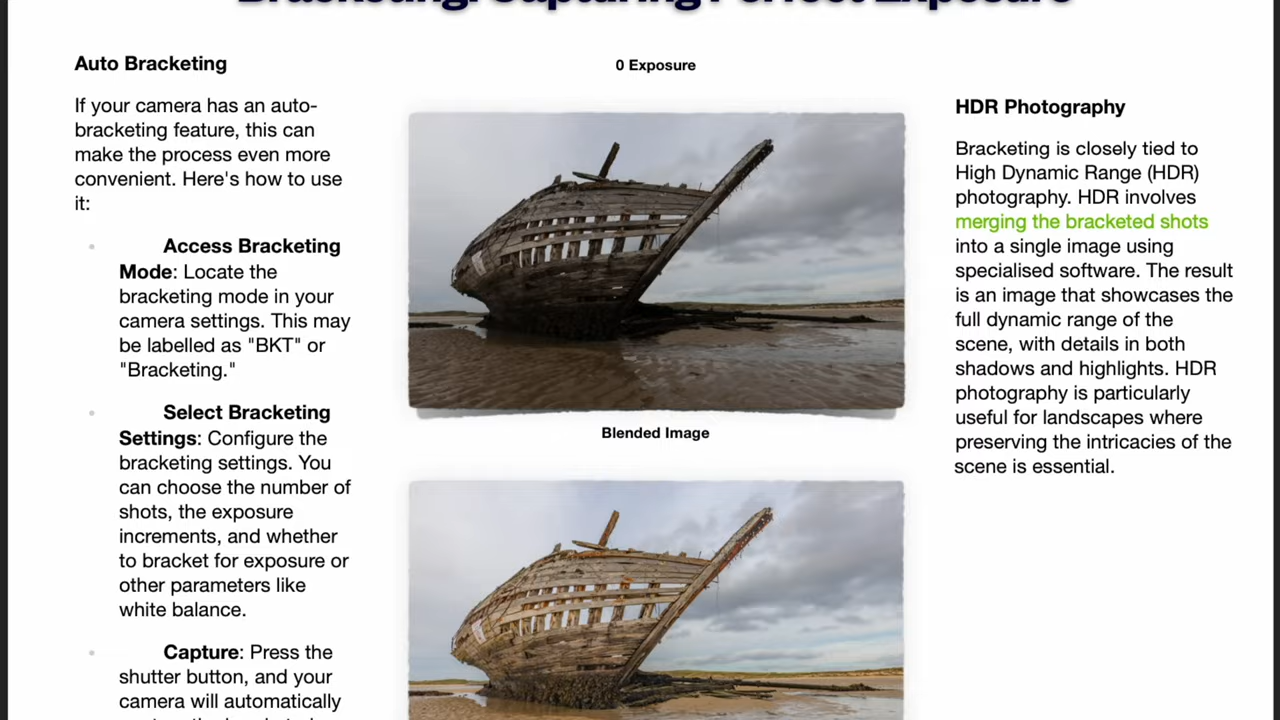 Bracketing: Capturing Perfect Exposure
Auto Bracketing
If your camera has an auto-
bracketing feature, this can
make the process even more
convenient. Here's how to use
it:
Access Bracketing
Mode: Locate the
bracketing mode in your
camera settings. This may
be labelled as "BKT" or
"Bracketing."
Select Bracketing
Settings: Configure the
bracketing settings. You
can choose the number of
shots, the exposure
increments, and whether
to bracket for exposure or
other parameters like
white balance.
Capture: Press the
shutter button, and your
camera will automatically
0 Exposure
Blended Image
HDR Photography
Bracketing is closely tied to
High Dynamic Range (HDR)
photography. HDR involves
merging the bracketed shots
into a single image using
specialised software. The result
is an image that showcases the
full dynamic range of the
scene, with details in both
shadows and highlights. HDR
photography is particularly
useful for landscapes where
preserving the intricacies of the
scene is essential.